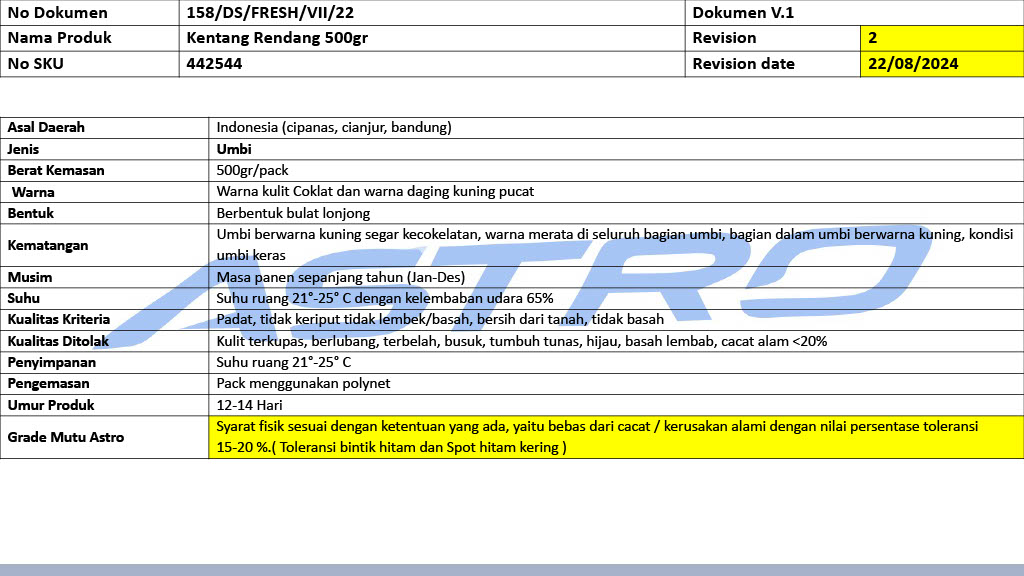 No Dokumen 158/DS/FRESH/VII/22 Dokumen V.1
Nama Produk Kentang Rendang 500gr Revision 2
No SKU 442544 Revision date 22/08/2024
Asal Daerah Indonesia (cipanas, cianjur, bandung)
Jenis Umbi
Berat Kemasan 500gr/pack
Warna Warna kulit Coklat dan warna daging kuning pucat
Bentuk Berbentuk bulat lonjong
Kematangan Umbi berwarna kuning segar kecokelatan, warna merata di seluruh bagian umbi, bagian dalam umbi berwarna kuning, kondisi
umbi keras
Musim Masa panen sepanjang tahun (Jan-Des)
Suhu Suhu ruang 21°-25° C dengan kelembaban udara 65%
Kualitas Kriteria Padat, tidak keriput tidak lembek/basah, bersih dari tanah, tidak basah
Kualitas Ditolak Kulit terkupas, berlubang, terbelah, busuk, tumbuh tunas, hijau, basah lembab, cacat alam <20%
Penyimpanan Suhu ruang 21°-25° C
Pengemasan Pack menggunakan polynet
Umur Produk 12-14 Hari
Grade Mutu Astro Syarat fisik sesuai dengan ketentuan yang ada, yaitu bebas dari cacat / kerusakan alami dengan nilai persentase toleransi
15-20 %.( Toleransi bintik hitam dan Spot hitam kering )
ASTRO